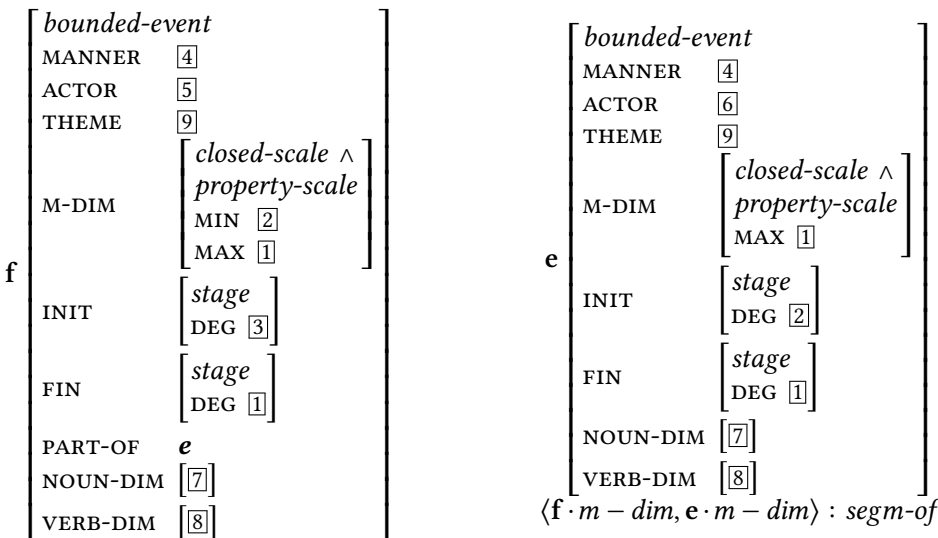 f
bounded-event
MANNER 4
ACTOR 5
THEME 9
M-DIM
closed-scale ∧
property-scale
MIN 2
MAX 1
INIT
stage
DEG 3
FIN
stage
DEG 1
PART-OF e
NOUN-DIM [7]
VERB-DIM [8]
e
bounded-event
MANNER 4
ACTOR 6
THEME 9
M-DIM
closed-scale ∧
property-scale
MAX 1
INIT
stage
DEG 2
FIN
stage
DEG 1
NOUN-DIM [7]
VERB-DIM [8]
⟨f · m − dim, e · m − dim⟩ : segm-of